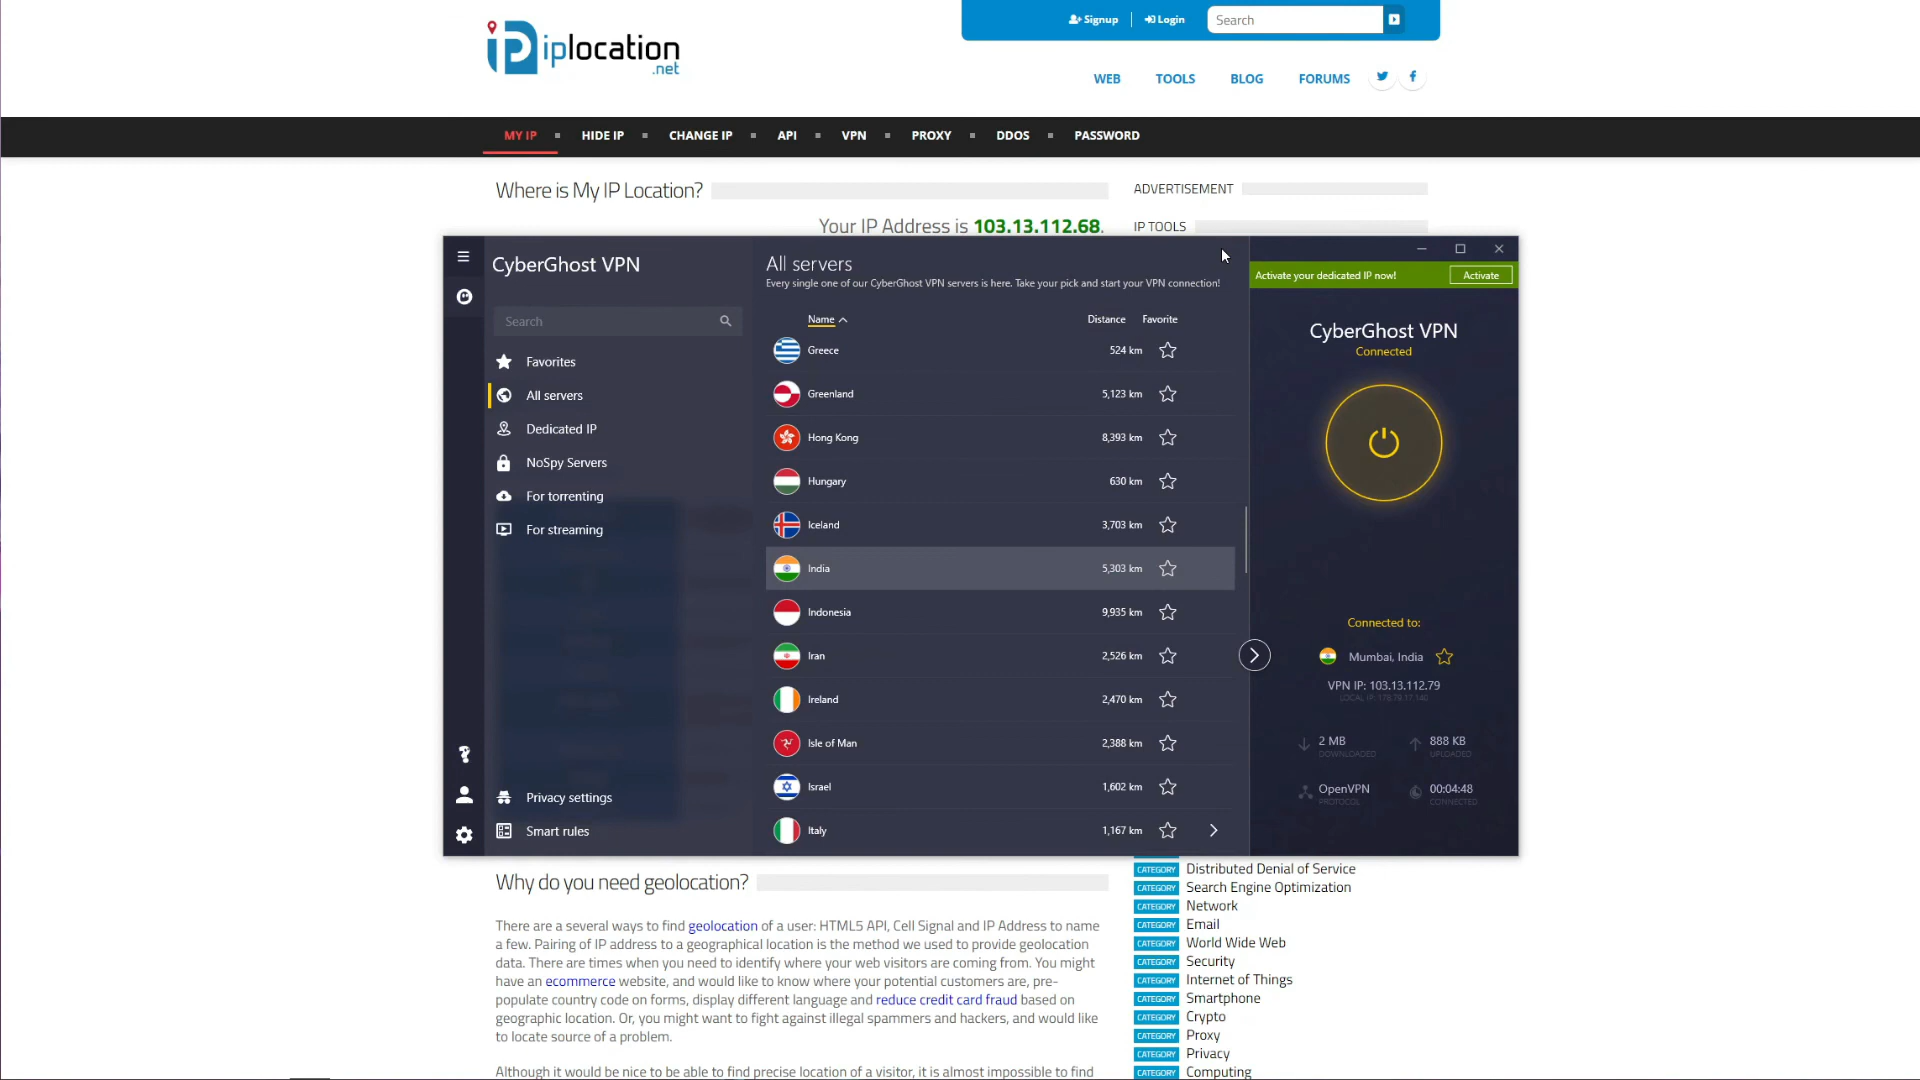 iplocation
.net
Signup
Login
Search
WEB
TOOLS
BLOG
FORUMS
MY IP
HIDE IP
CHANGE IP
API
VPN
PROXY
DDOS
PASSWORD
Where is My IP Location?
ADVERTISEMENT
Your IP Address is 103.13.112.68.
IP TOOLS
CyberGhost VPN
Search
Favorites
All servers
Dedicated IP
NoSpy Servers
For torrenting
For streaming
Privacy settings
Smart rules
All servers
Every single one of our CyberGhost VPN servers is here. Take your pick and start your VPN connection!
Name Distance Favorite
Greece 524 km
Greenland 5,123 km
Hong Kong 8,393 km
Hungary 630 km
Iceland 3,703 km
India 5,303 km
Indonesia 9,935 km
Iran 2,526 km
Ireland 2,470 km
Isle of Man 2,388 km
Israel 1,602 km
Italy 1,167 km
Activate your dedicated IP now!
Activate
CyberGhost VPN
Connected
Connected to:
Mumbai, India
VPN IP: 103.13.112.79
2 MB
DOWNLOADED
888 KB
UPLOADED
OpenVPN
PROTOCOL
00:04:48
CONNECTED
Why do you need geolocation?
There are a several ways to find geolocation of a user: HTML5 API, Cell Signal and IP Address to name
a few. Pairing of IP address to a geographical location is the method we used to provide geolocation
data. There are times when you need to identify where your web visitors are coming from. You might
have an ecommerce website, and would like to know where your potential customers are, pre-
populate country code on forms, display different language and reduce credit card fraud based on
geographic location. Or, you might want to fight against illegal spammers and hackers, and would like
to locate source of a problem.
Although it would be nice to be able to find precise location of a visitor, it is almost impossible to find
CATEGORY Distributed Denial of Service
CATEGORY Search Engine Optimization
CATEGORY Network
CATEGORY Email
CATEGORY World Wide Web
CATEGORY Security
CATEGORY Internet of Things
CATEGORY Smartphone
CATEGORY Crypto
CATEGORY Proxy
CATEGORY Privacy
CATEGORY Computing